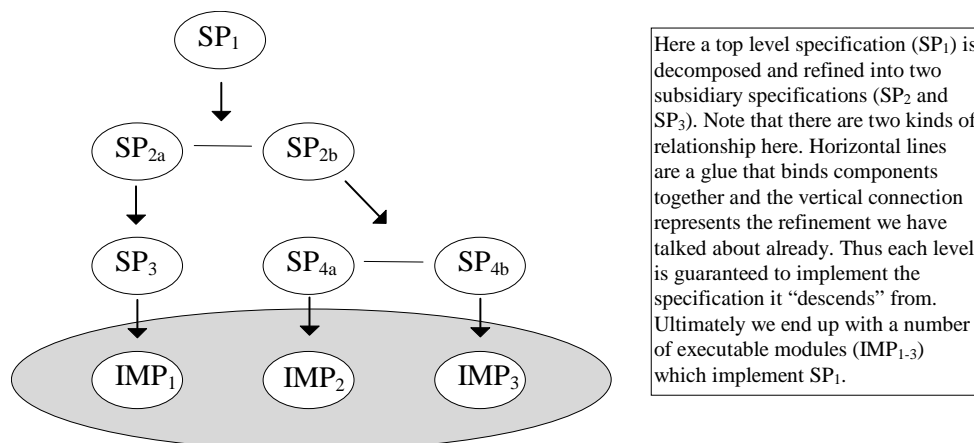 SP1
SP2a SP2b
SP3 SP4a SP4b
IMP1 IMP2 IMP3
Here a top level specification (SP1) is
decomposed and refined into two
subsidiary specifications (SP2 and
SP3). Note that there are two kinds of
relationship here. Horizontal lines
are a glue that binds components
together and the vertical connection
represents the refinement we have
talked about already. Thus each level
is guaranteed to implement the
specification it “descends” from.
Ultimately we end up with a number
of executable modules (IMP1-3)
which implement SP1.